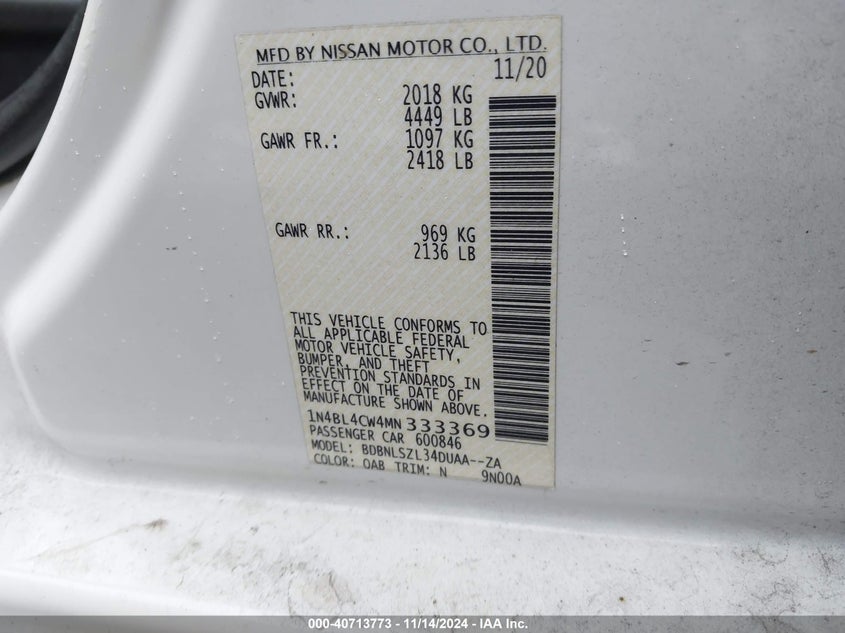 MFD BY NISSAN MOTOR CO., LTD.
DATE: 11/20
GVWR: 2018 KG
4449 LB
GAWR FR.: 1097 KG
2418 LB
GAWR RR.: 969 KG
2136 LB
THIS VEHICLE CONFORMS TO
ALL APPLICABLE FEDERAL
MOTOR VEHICLE SAFETY,
BUMPER, AND THEFT
PREVENTION STANDARDS IN
EFFECT ON THE DATE OF
MANUFACTURE SHOWN ABOVE.
1N4BL4CW4MN333369
PASSENGER CAR 600846
MODEL: BDBNLSZL34DUAA--ZA
COLOR: QAB TRIM: N 9N00A
000-40713773 - 11/14/2024 - IAA Inc.